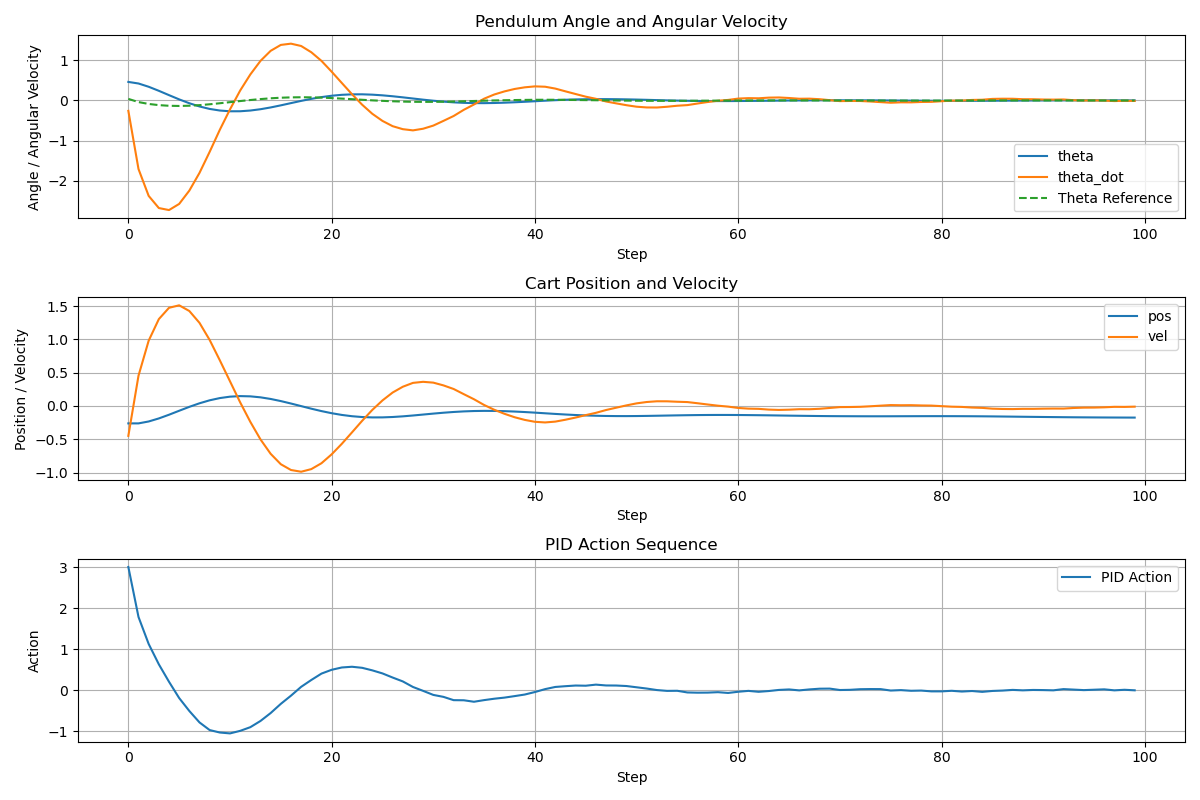 Pendulum Angle and Angular Velocity
Angle / Angular Velocity
1
0
−1
−2
theta
theta_dot
Theta Reference
0 20 40 60 80 100
Step
Cart Position and Velocity
Position / Velocity
1.5
1.0
0.5
0.0
−0.5
−1.0
pos
vel
0 20 40 60 80 100
Step
PID Action Sequence
Action
3
2
1
0
−1
PID Action
0 20 40 60 80 100
Step